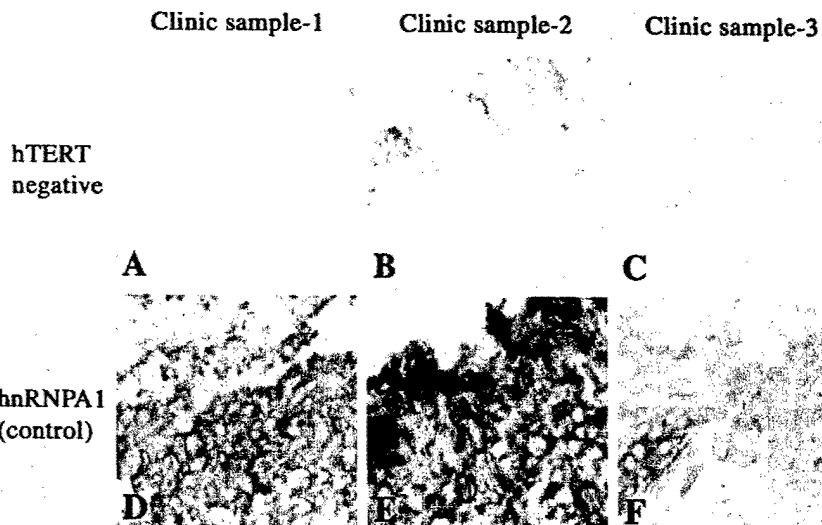 Clinic sample-1
Clinic sample-2
Clinic sample-3
hTERT
negative
A
B
C
hnRNPA1
(control)
D
E
F